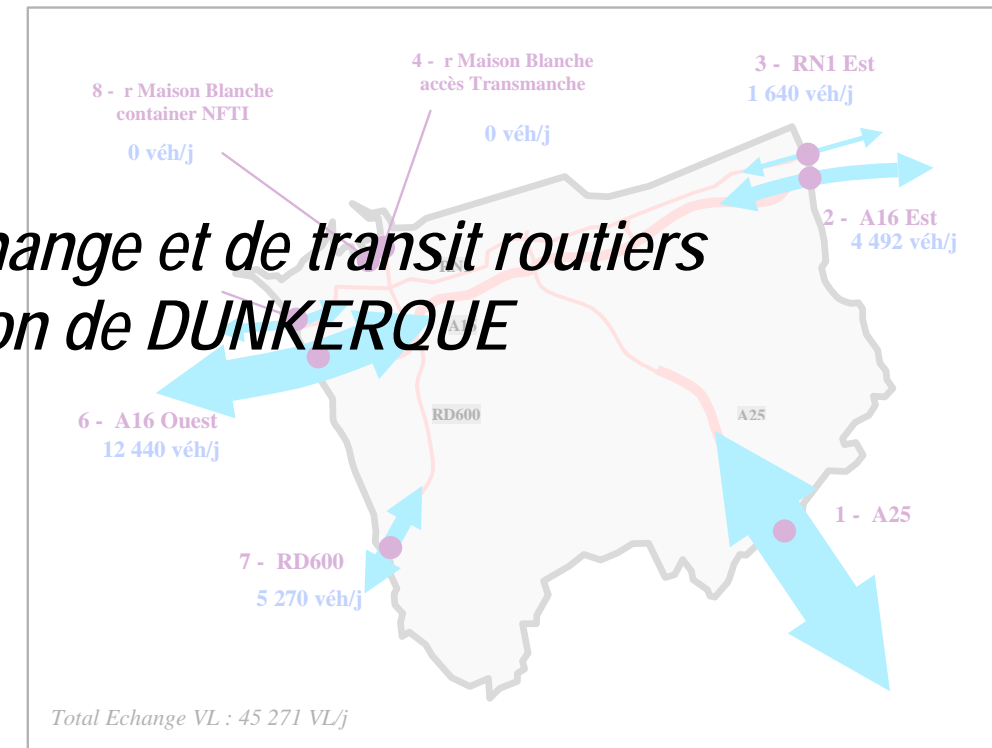 4 - r Maison Blanche
accès Transmanche
0 véh/j
3 - RN1 Est
1 640 véh/j
8 - r Maison Blanche
container NFTI
0 véh/j
2 - A16 Est
4 492 véh/j
hange et de transit routiers
on de DUNKERQUE
6 - A16 Ouest
12 440 véh/j
RD600
A25
1 - A25
7 - RD600
5 270 véh/j
Total Echange VL : 45 271 VL/j